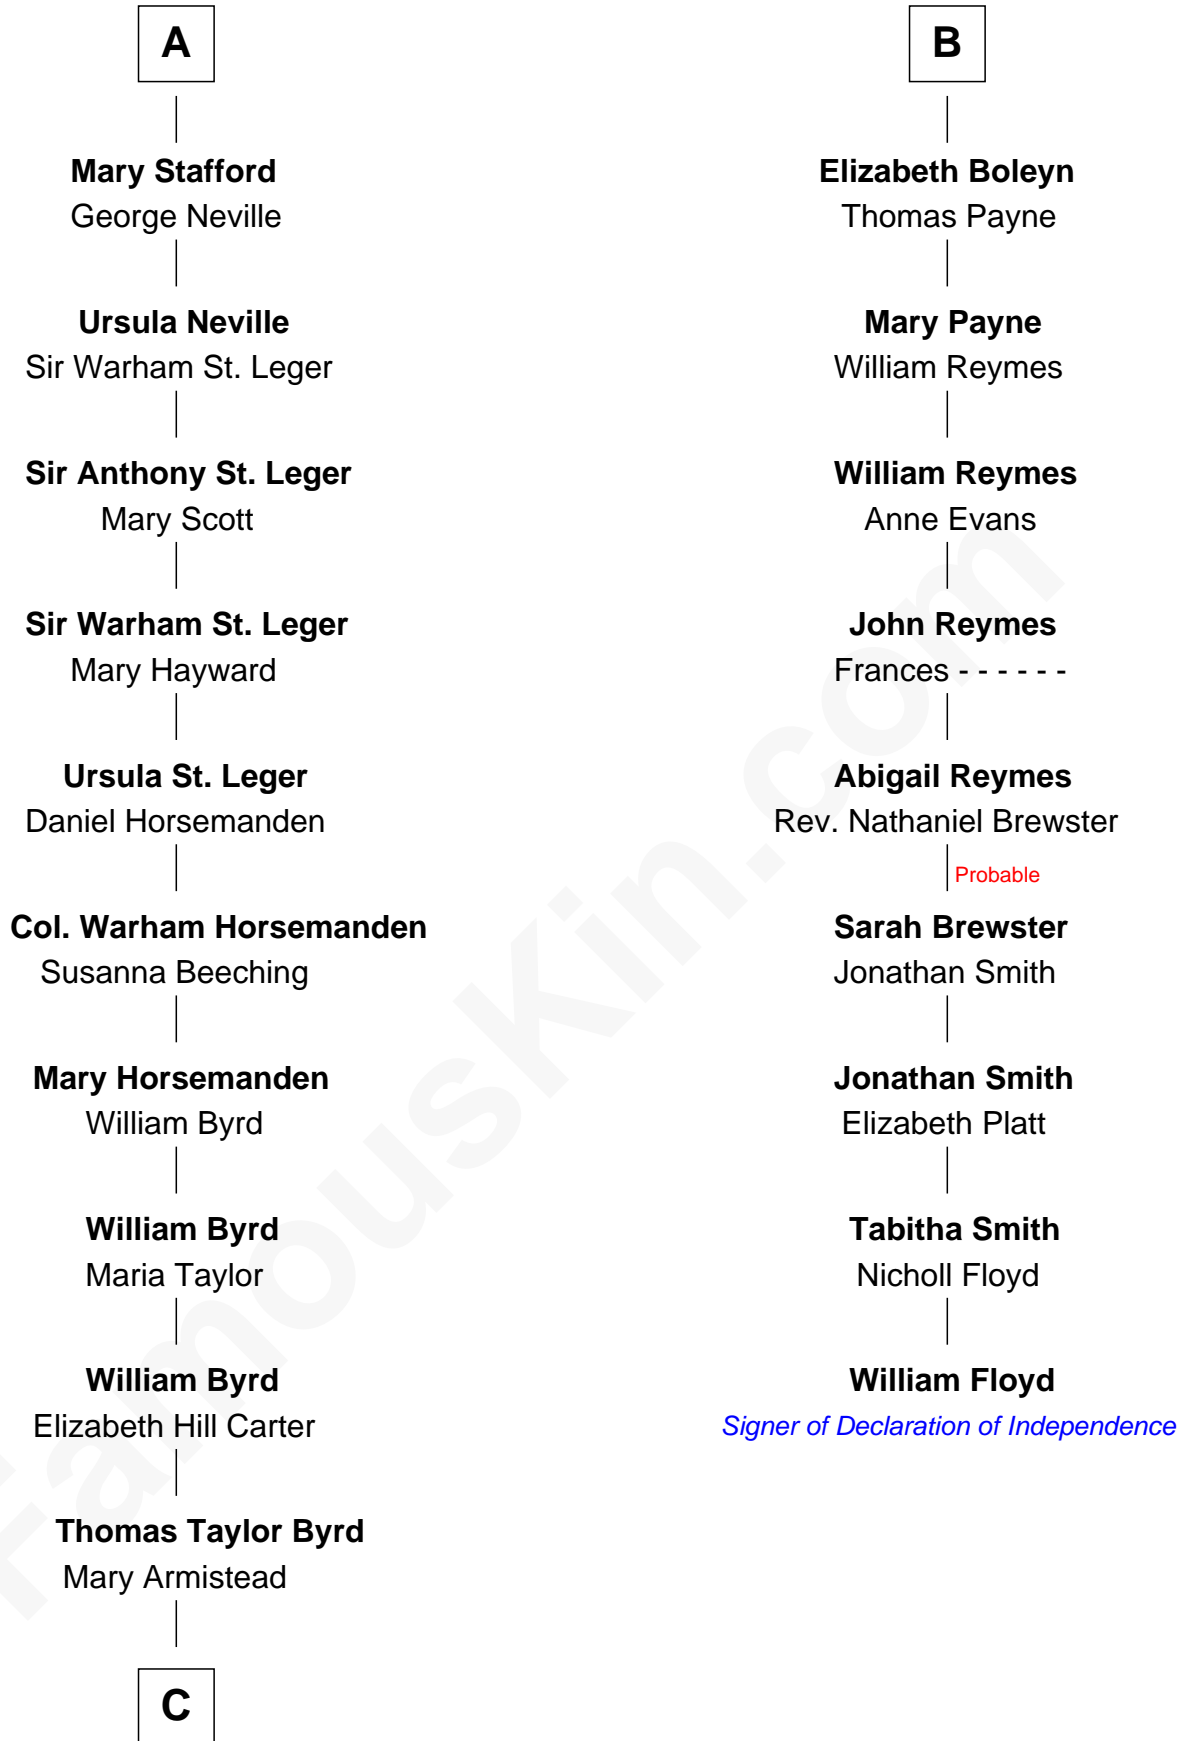 A
Mary Stafford
George Neville
Ursula Neville
Sir Warham St. Leger
Sir Anthony St. Leger
Mary Scott
Sir Warham St. Leger
Mary Hayward
Ursula St. Leger
Daniel Horsemanden
Col. Warham Horsemanden
Susanna Beeching
Mary Horsemanden
William Byrd
William Byrd
Maria Taylor
William Byrd
Elizabeth Hill Carter
Thomas Taylor Byrd
Mary Armistead
C
B
Elizabeth Boleyn
Thomas Payne
Mary Payne
William Reymes
William Reymes
Anne Evans
John Reymes
Frances - - - - - -
Abigail Reymes
Rev. Nathaniel Brewster
Probable
Sarah Brewster
Jonathan Smith
Jonathan Smith
Elizabeth Platt
Tabitha Smith
Nicholl Floyd
William Floyd
Signer of Declaration of Independence
FamousKin.com